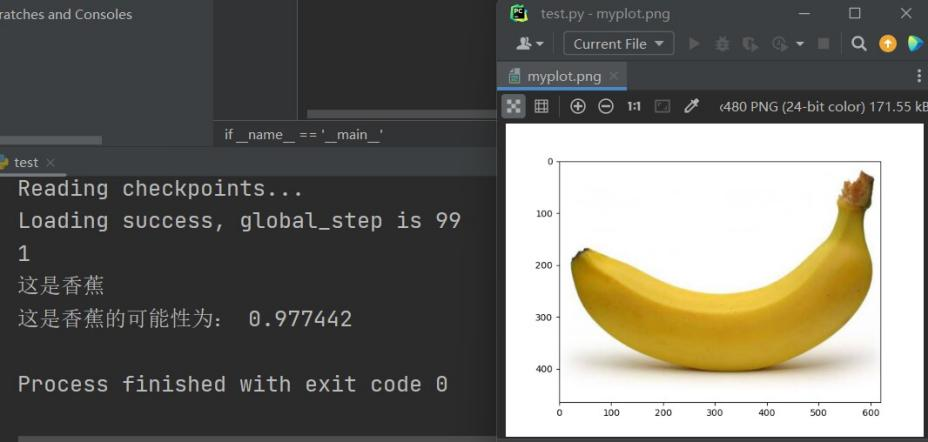 ratches and Consoles
if __name__ == '__main__'
test
Reading checkpoints...
Loading success, global_step is 99
1
这是香蕉
这是香蕉的可能性为: 0.977442
Process finished with exit code 0
test.py - myplot.png
Current File
myplot.png
1:1
480 PNG (24-bit color) 171.55 kB
0
100
200
300
400
0 100 200 300 400 500 600